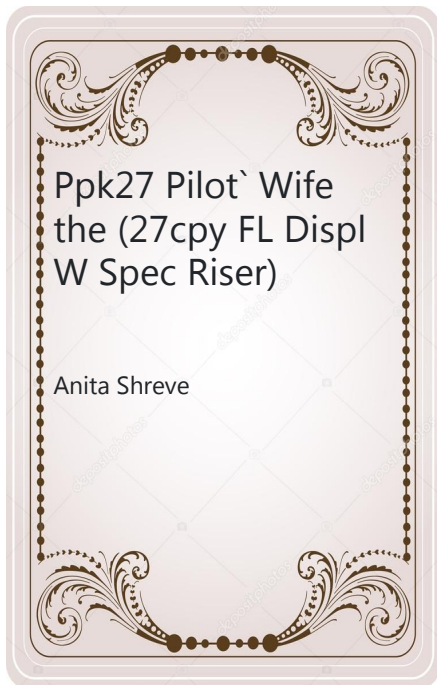 Ppk27 Pilot` Wife
the (27cpy FL Displ
W Spec Riser)
Anita Shreve